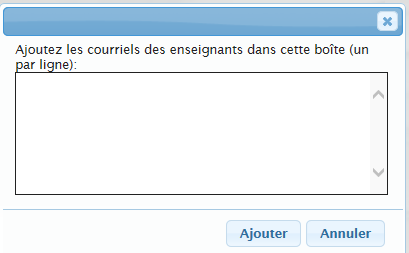 Ajoutez les courriels des enseignants dans cette boîte (un
par ligne):
Ajouter Annuler